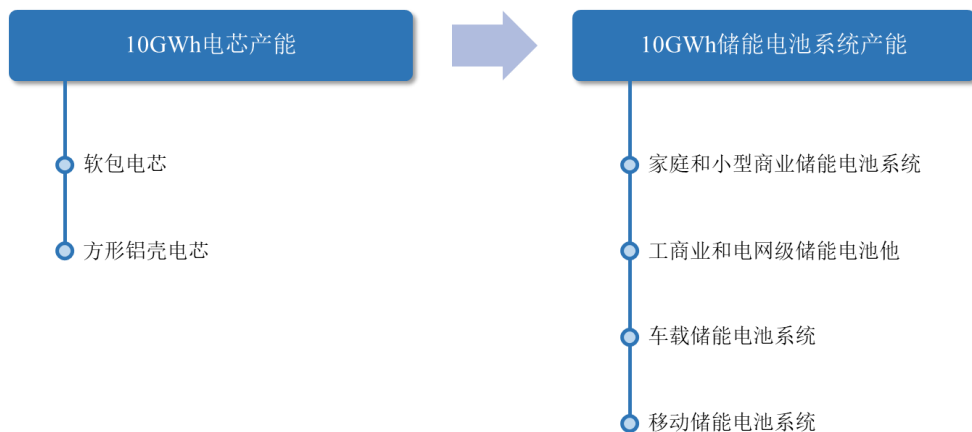 10GWh电芯产能
软包电芯
方形铝壳电芯
10GWh储能电池系统产能
家庭和小型商业储能电池系统
工商业和电网级储能电池他
车载储能电池系统
移动储能电池系统